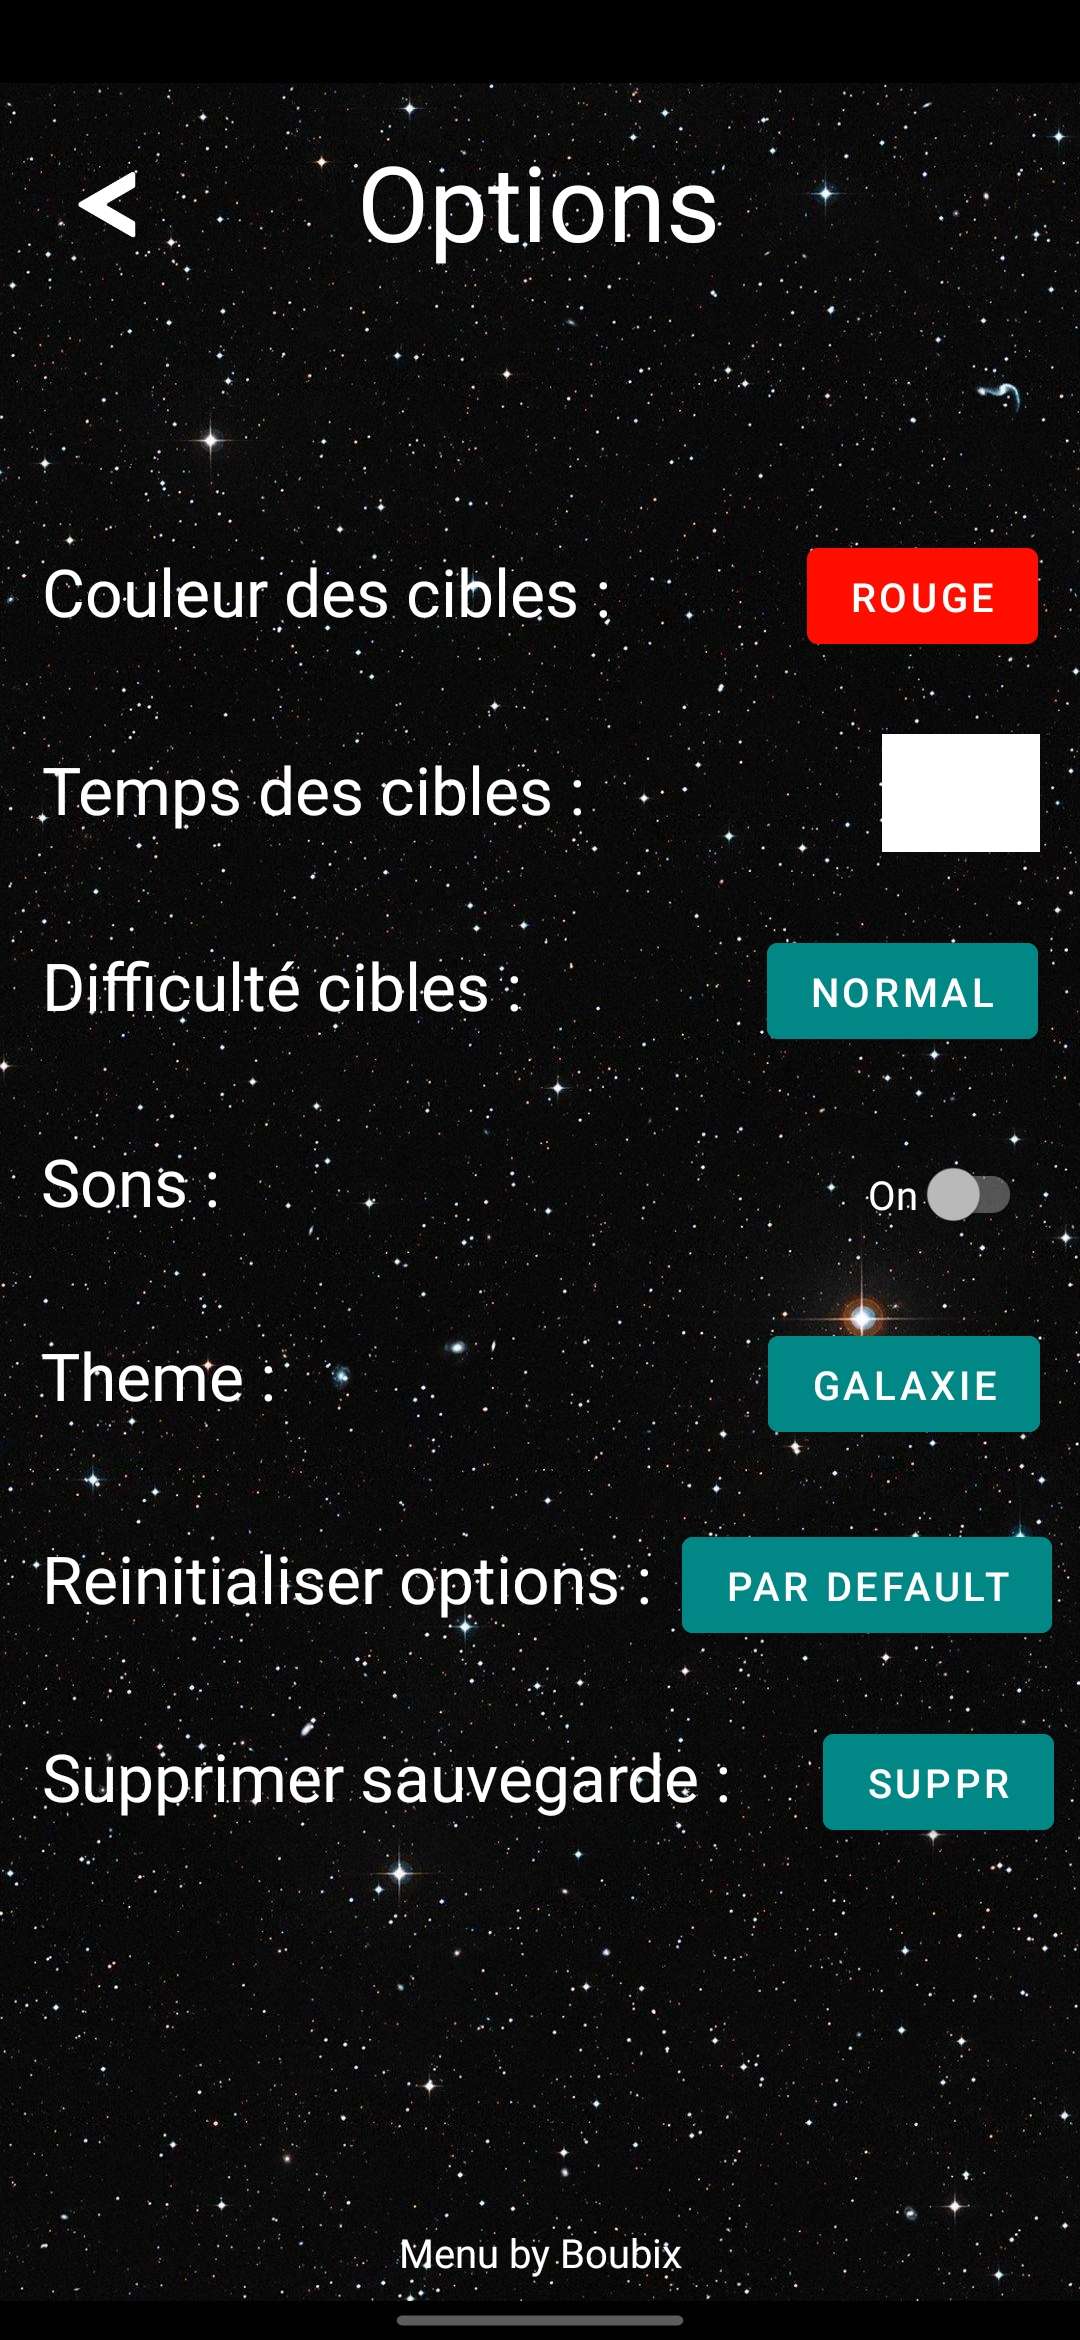 Options
Couleur des cibles :
ROUGE
Temps des cibles :
Difficulté cibles :
NORMAL
Sons :
On
Theme :
GALAXIE
Reinitialiser options :
PAR DEFAULT
Supprimer sauvegarde :
SUPPR
Menu by Boubix